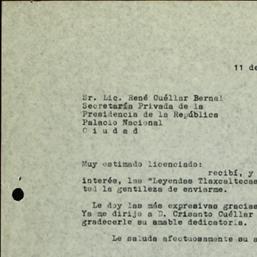 11 de
Sr. Lic. René Cuéllar Bernal
Secretaría Privada de la
Presidencia de la República
Palacio Nacional
C i u d a d
Muy estimado licenciado:
recibí, y
interés, las "Leyendas Tlaxcaltecas
ted la gentileza de enviarme.
Le doy las más expresivas gracias
Ya me dirijo a D. Crisanto Cuéllar
gradecerle su amable dedicatoria.
Le saluda afectuosamente su a